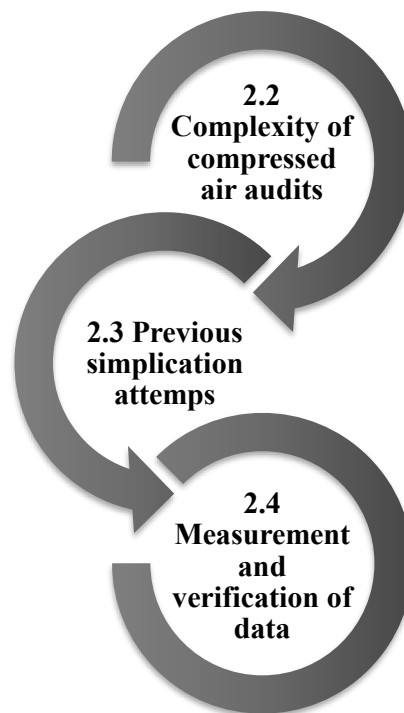 2.2
Complexity of
compressed
air audits
2.3 Previous
simplication
attemps
2.4
Measurement
and
verification of
data